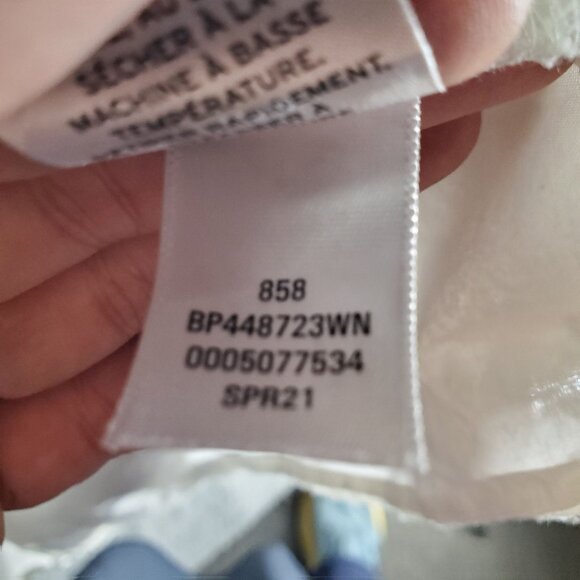 SÉCHER À LA
MACHINE À BASSE
TEMPÉRATURE.
858
BP448723WN
0005077534
SPR21